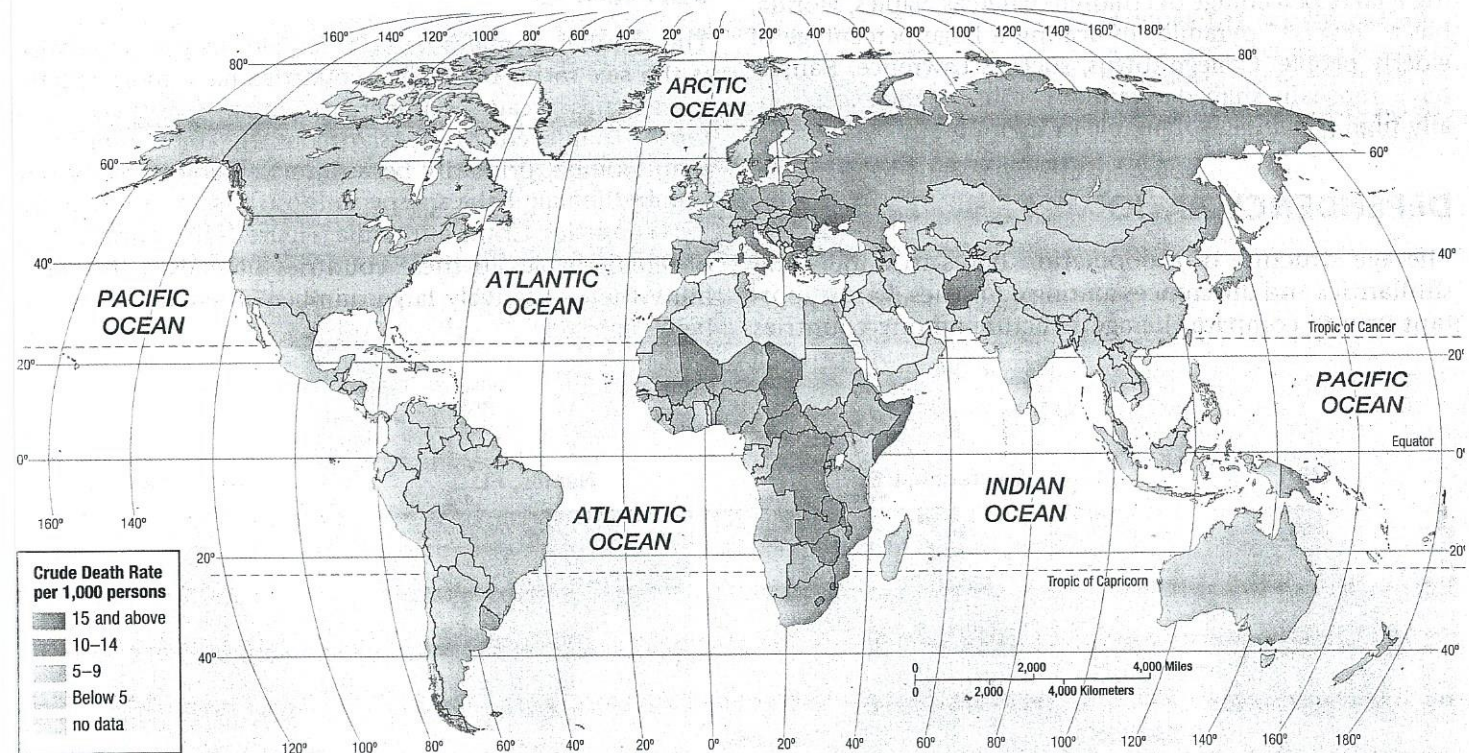 160° 140° 120° 100° 80° 60° 40° 20° 0° 20° 40° 60° 80° 100° 120° 140° 160° 180°
80° 80°
ARCTIC
OCEAN
60° 60°
40° 40°
PACIFIC
OCEAN
ATLANTIC
OCEAN
Tropic of Cancer
20° 20°
PACIFIC
OCEAN
Equator
0° 0°
INDIAN
OCEAN
ATLANTIC
OCEAN
160° 140°
20° 20°
Tropic of Capricorn
Crude Death Rate
per 1,000 persons
15 and above
10–14
5–9
Below 5
no data
40° 40°
0 2,000 4,000 Miles
0 2,000 4,000 Kilometers
120° 100° 80° 60° 40° 20° 0° 20° 40° 60° 80° 100° 120° 140° 160° 180°